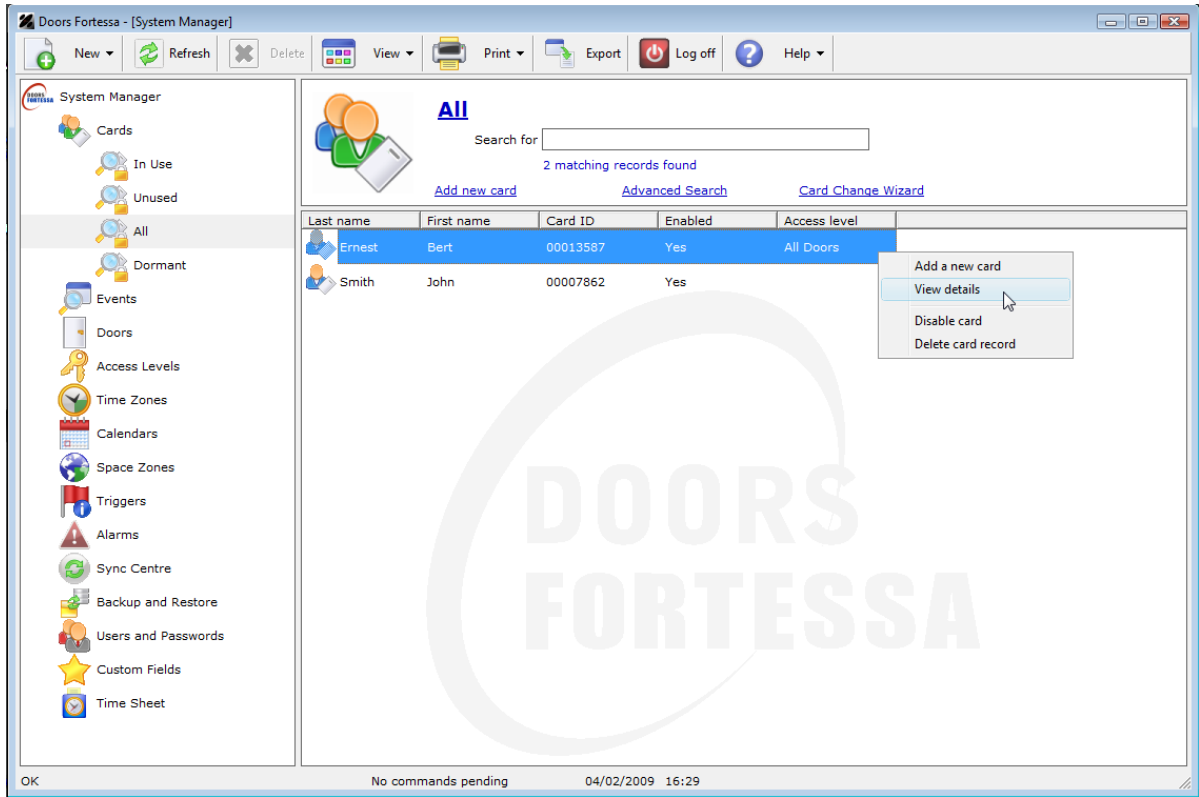 Doors Fortessa - [System Manager]
New Refresh Delete View Print Export Log off Help
DOORS FORTESSA System Manager
Cards
In Use
Unused
All
Dormant
Events
Doors
Access Levels
Time Zones
Calendars
Space Zones
Triggers
Alarms
Sync Centre
Backup and Restore
Users and Passwords
Custom Fields
Time Sheet
All
Search for
2 matching records found
Add new card Advanced Search Card Change Wizard
Last name First name Card ID Enabled Access level
Ernest Bert 00013587 Yes All Doors
Smith John 00007862 Yes
Add a new card
View details
Disable card
Delete card record
DOORS
FORTESSA
OK No commands pending 04/02/2009 16:29